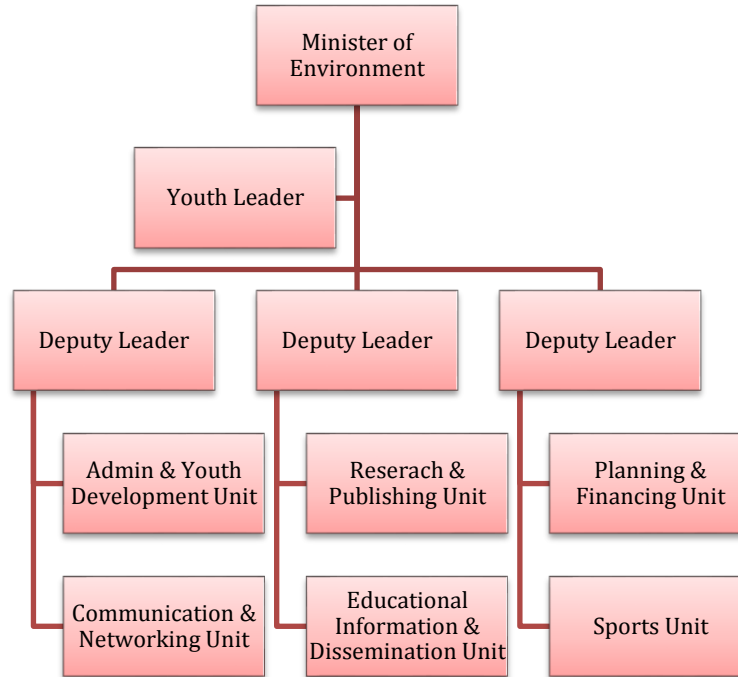 Minister of
Environment
Youth Leader
Deputy Leader
Deputy Leader
Deputy Leader
Admin & Youth
Development Unit
Reserach &
Publishing Unit
Planning &
Financing Unit
Communication &
Networking Unit
Educational
Information &
Dissemination Unit
Sports Unit